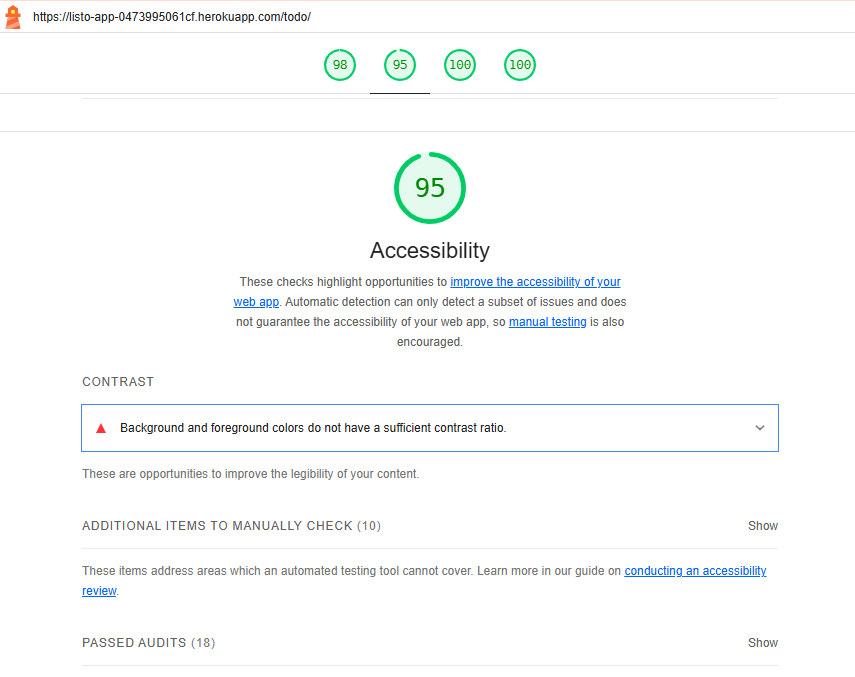 https://listo-app-0473995061cf.herokuapp.com/todo/
98 95 100 100
95
Accessibility
These checks highlight opportunities to improve the accessibility of your
web app. Automatic detection can only detect a subset of issues and does
not guarantee the accessibility of your web app, so manual testing is also
encouraged.
CONTRAST
Background and foreground colors do not have a sufficient contrast ratio.
These are opportunities to improve the legibility of your content.
ADDITIONAL ITEMS TO MANUALLY CHECK (10) Show
These items address areas which an automated testing tool cannot cover. Learn more in our guide on conducting an accessibility
review.
PASSED AUDITS (18) Show